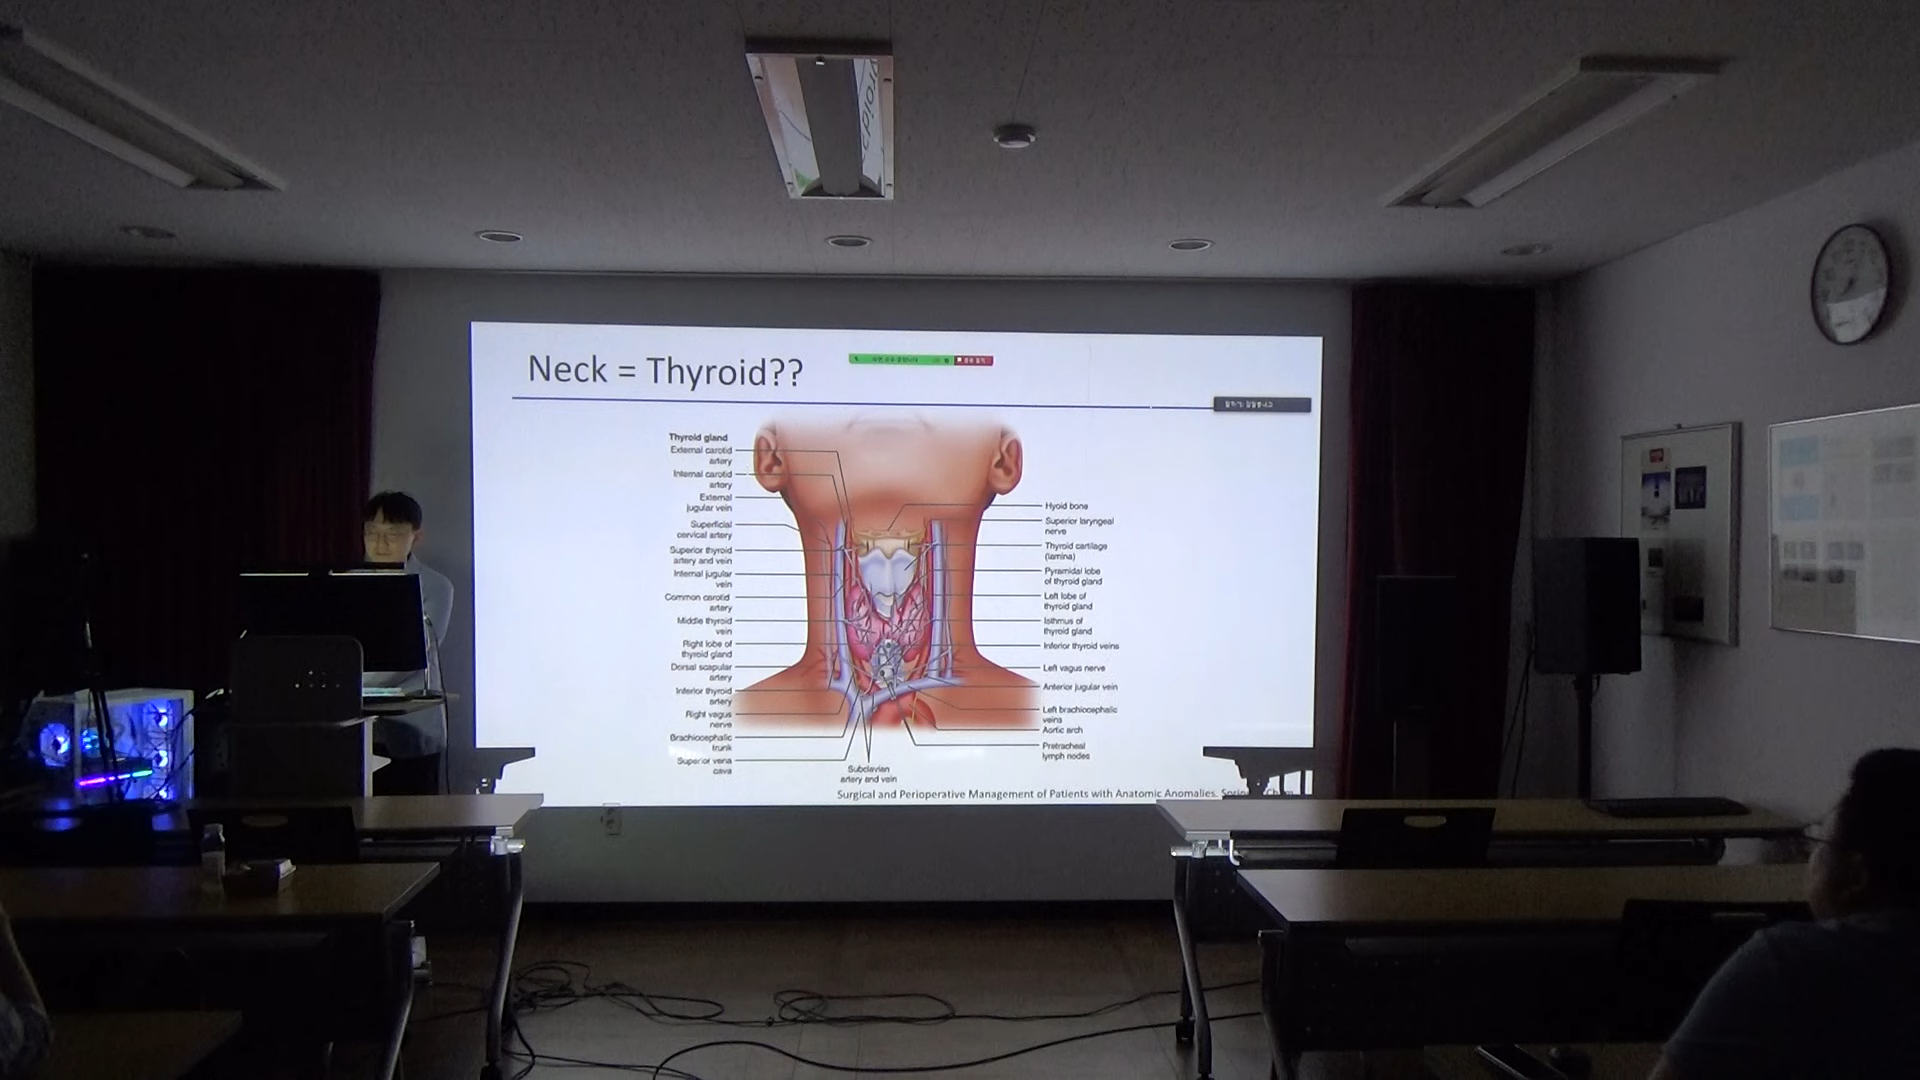 Neck = Thyroid??
Thyroid gland
External carotid
artery
Internal carotid
artery
External
jugular vein
Superficial
cervical artery
Superior thyroid
artery and vein
Internal jugular
vein
Common carotid
artery
Middle thyroid
vein
Right lobe of
thyroid gland
Dorsal scapular
artery
Inferior thyroid
artery
Right vagus
nerve
Brachiocephalic
trunk
Superior vena
cava
Subclavian
artery and vein
Hyoid bone
Superior laryngeal
nerve
Thyroid cartilage
(lamina)
Pyramidal lobe
of thyroid gland
Left lobe of
thyroid gland
Isthmus of
thyroid gland
Inferior thyroid veins
Left vagus nerve
Anterior jugular vein
Left brachiocephalic
veins
Aortic arch
Pretracheal
lymph nodes
Surgical and Perioperative Management of Patients with Anatomic Anomalies.